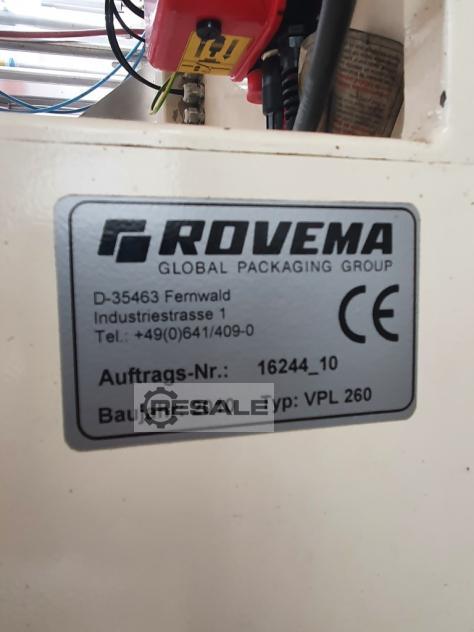 ROVEMA
GLOBAL PACKAGING GROUP
D-35463 Fernwald
Industriestrasse 1
Tel.: +49(0)641/409-0
CE
Auftrags-Nr.: 16244_10
Typ: VPL 260
RESALE